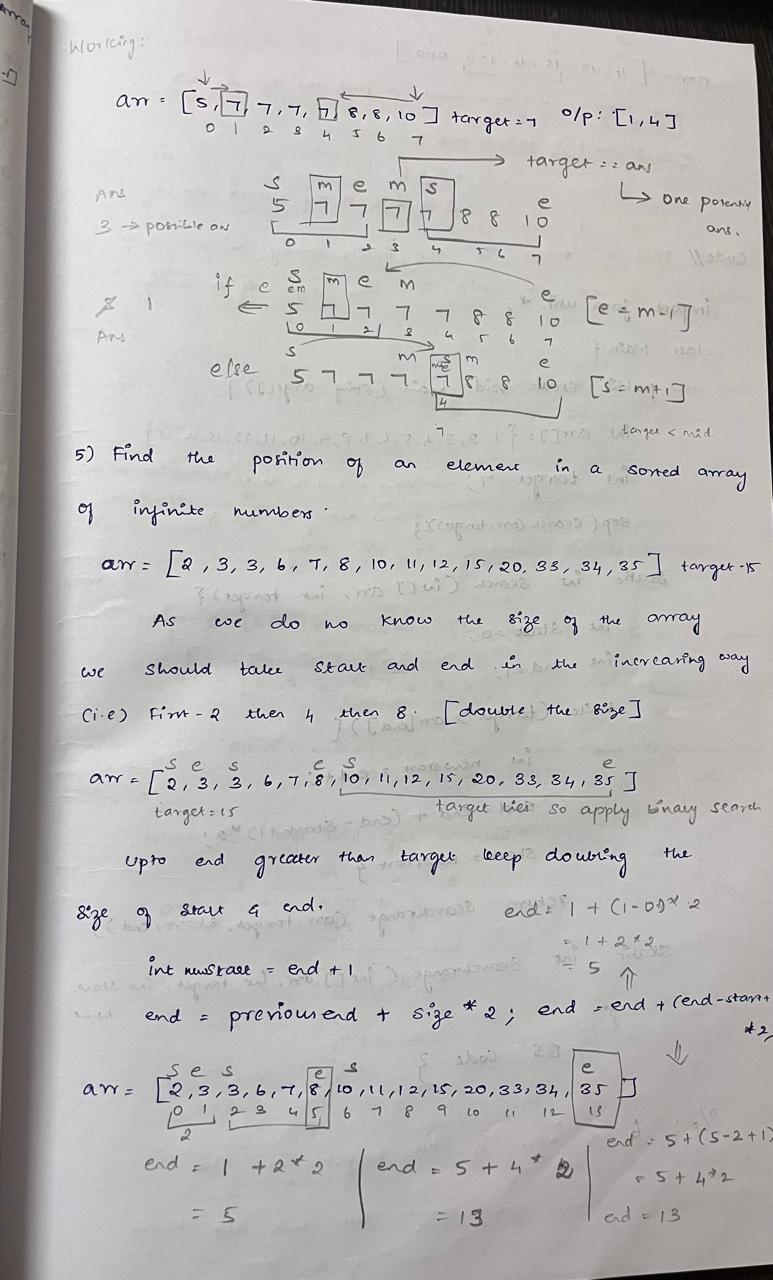 Working:
arr = [5, 7, 7, 7, 7, 8, 8, 10] target = 7 o/p: [1,4]
0 1 2 3 4 5 6 7
target == ans
one potential ans.
Ans
3 → possible an
s m e m s e
5 7 7 7 7 8 8 10
0 1 2 3 4 5 6 7
if e s em m e m e
5 7 7 7 7 8 8 10 [e = m-1]
0 1 2 3 4 5 6 7
2 1
Ans
s m s m e
else 5 7 7 7 7 8 8 10 [s = m+1]
4
7 target < mid.
5) Find the position of an element in a sorted array
of infinite numbers.
arr = [2, 3, 3, 6, 7, 8, 10, 11, 12, 15, 20, 33, 34, 35] target - 15
As we do no know the size of the array
we should take start and end in the increasing way
(i.e) First - 2 then 4 then 8. [double the size]
s e s e s e
arr = [2, 3, 3, 6, 7, 8, 10, 11, 12, 15, 20, 33, 34, 35]
target = 15 target lies so apply binary search
Upto end greater than target keep doubling the
size of start & end.
end = 1 + (1-0)* 2
= 1 + 2 * 2
= 5
int newstart = end + 1
end = previous end + size * 2; end = end + (end - start +
*2
s e s e s e
arr = [2, 3, 3, 6, 7, 8, 10, 11, 12, 15, 20, 33, 34, 35]
0 1 2 3 4 5 6 7 8 9 10 11 12 13
2
end = 1 + 2 * 2
= 5
end = 5 + 4 * 2
= 13
end = 5 + (5-2+1)
= 5 + 4 * 2
end = 13